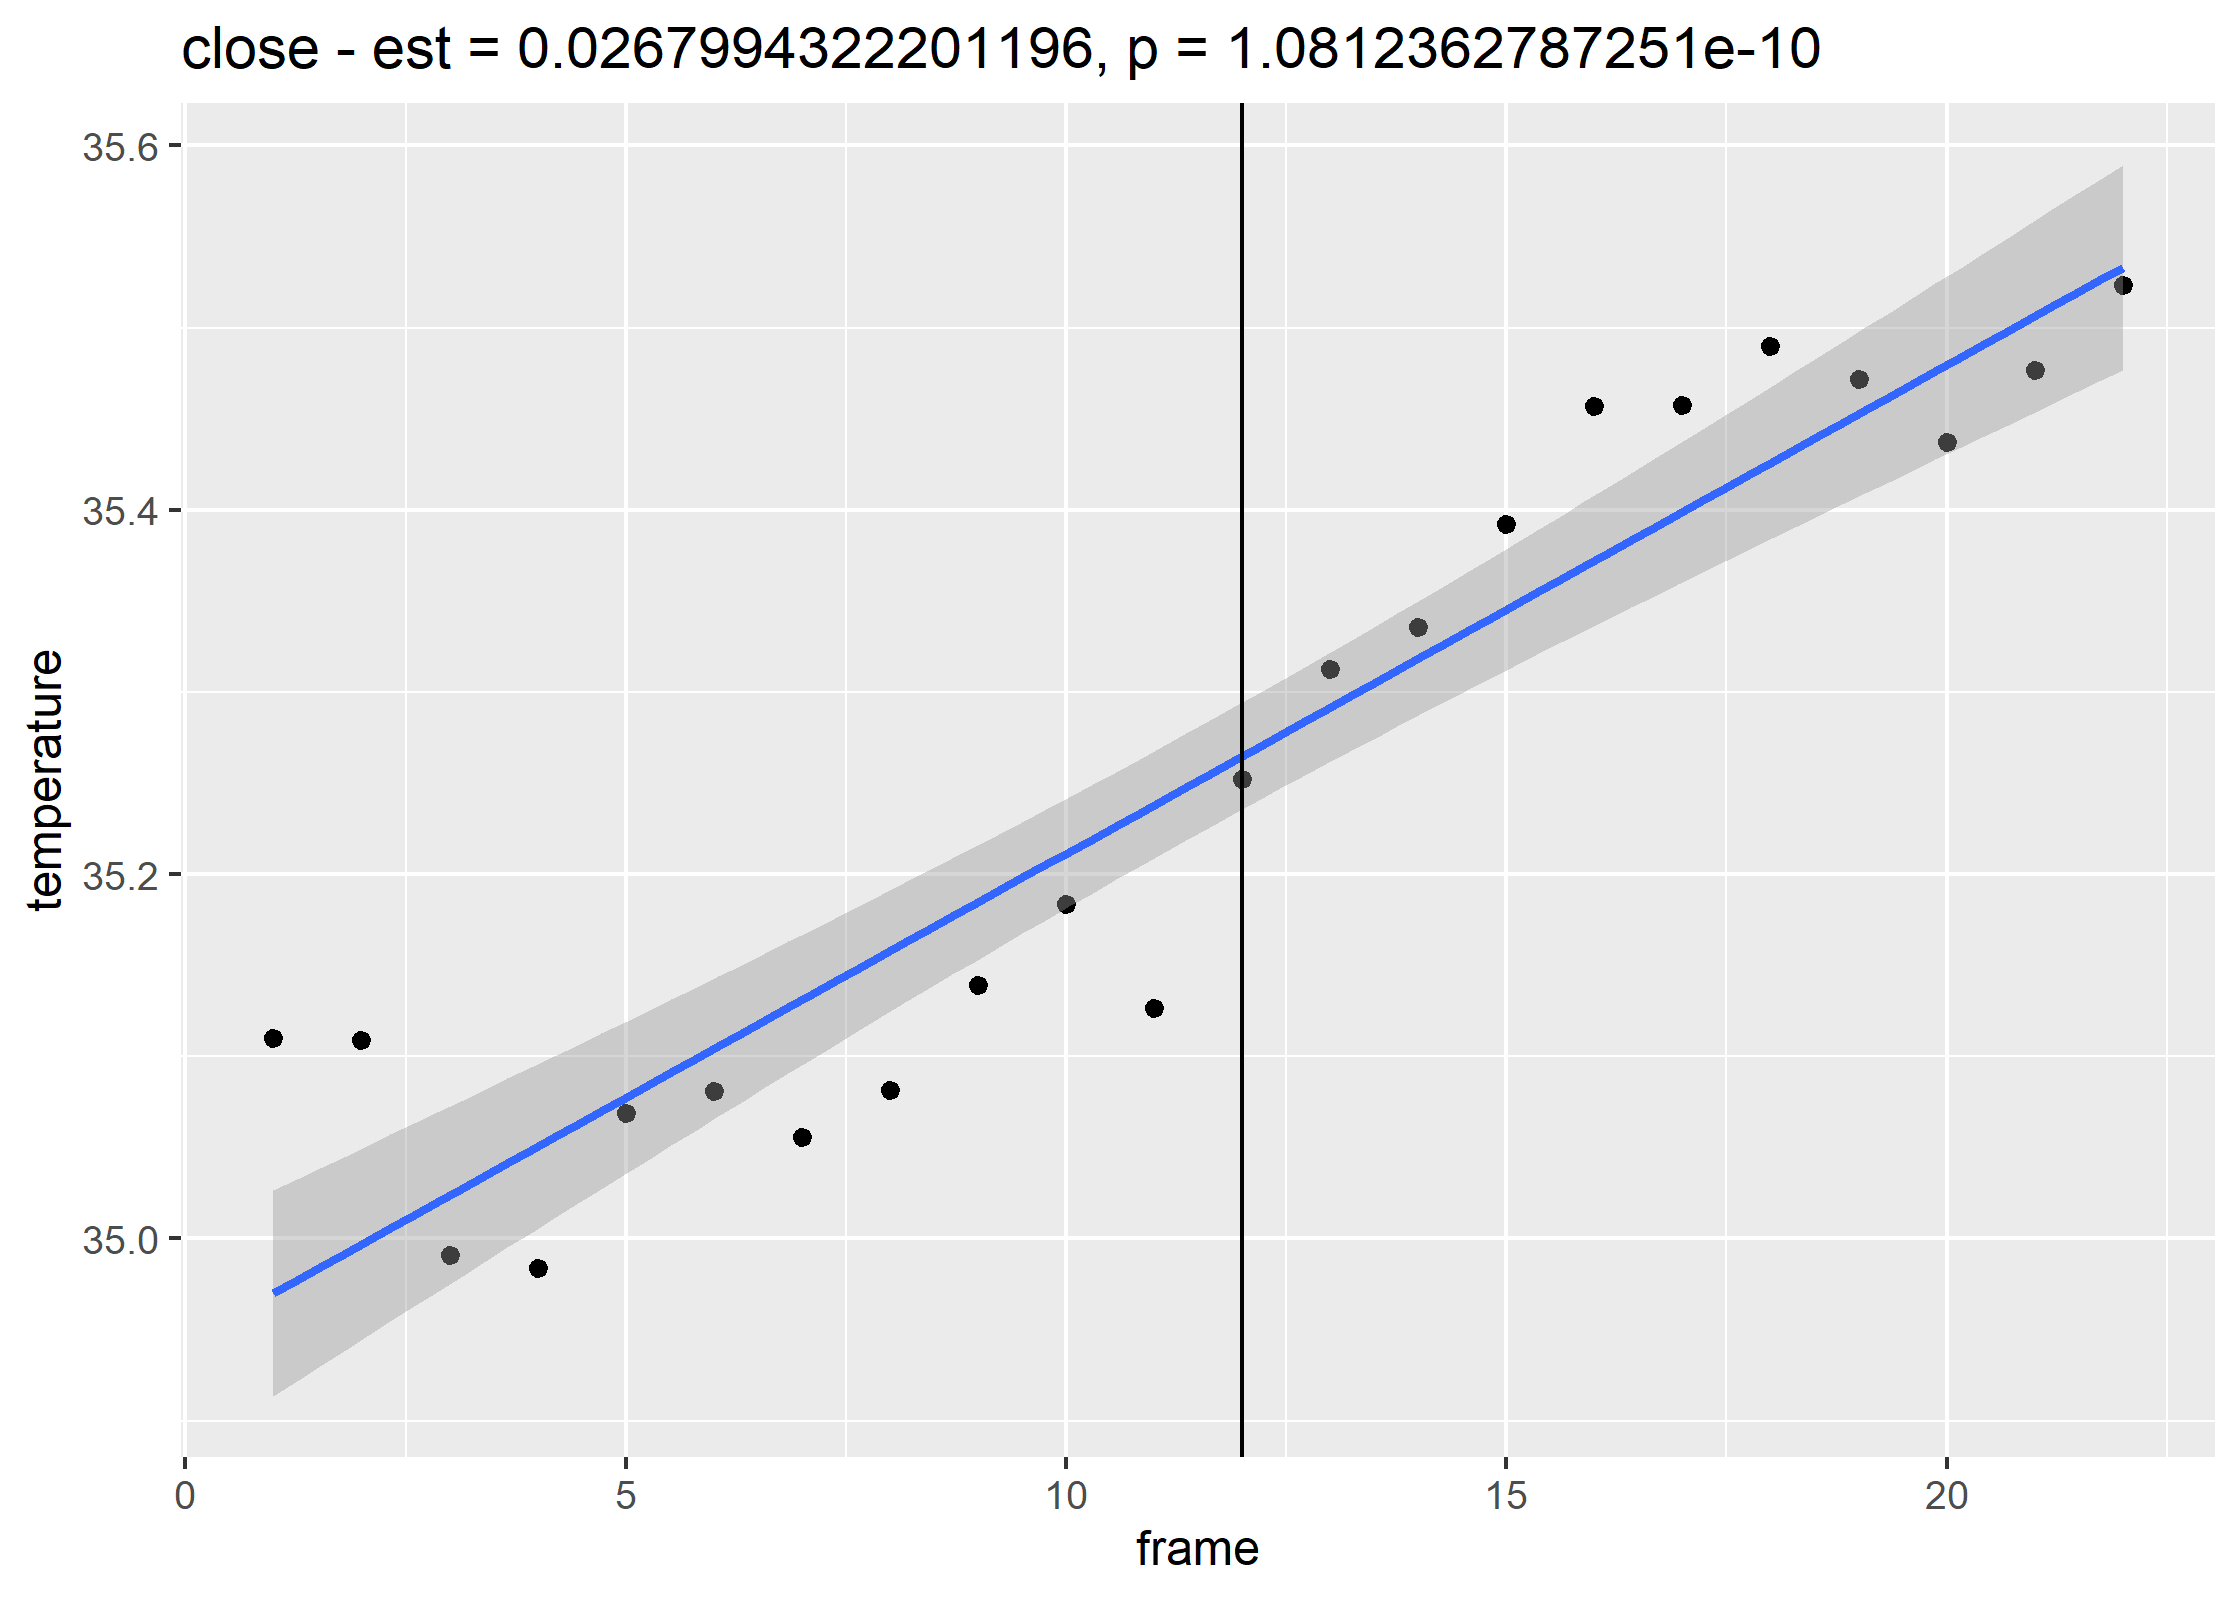 close - est = 0.0267994322201196, p = 1.0812362787251e-10
35.6
35.4
35.2
35.0
temperature
0 5 10 15 20
frame